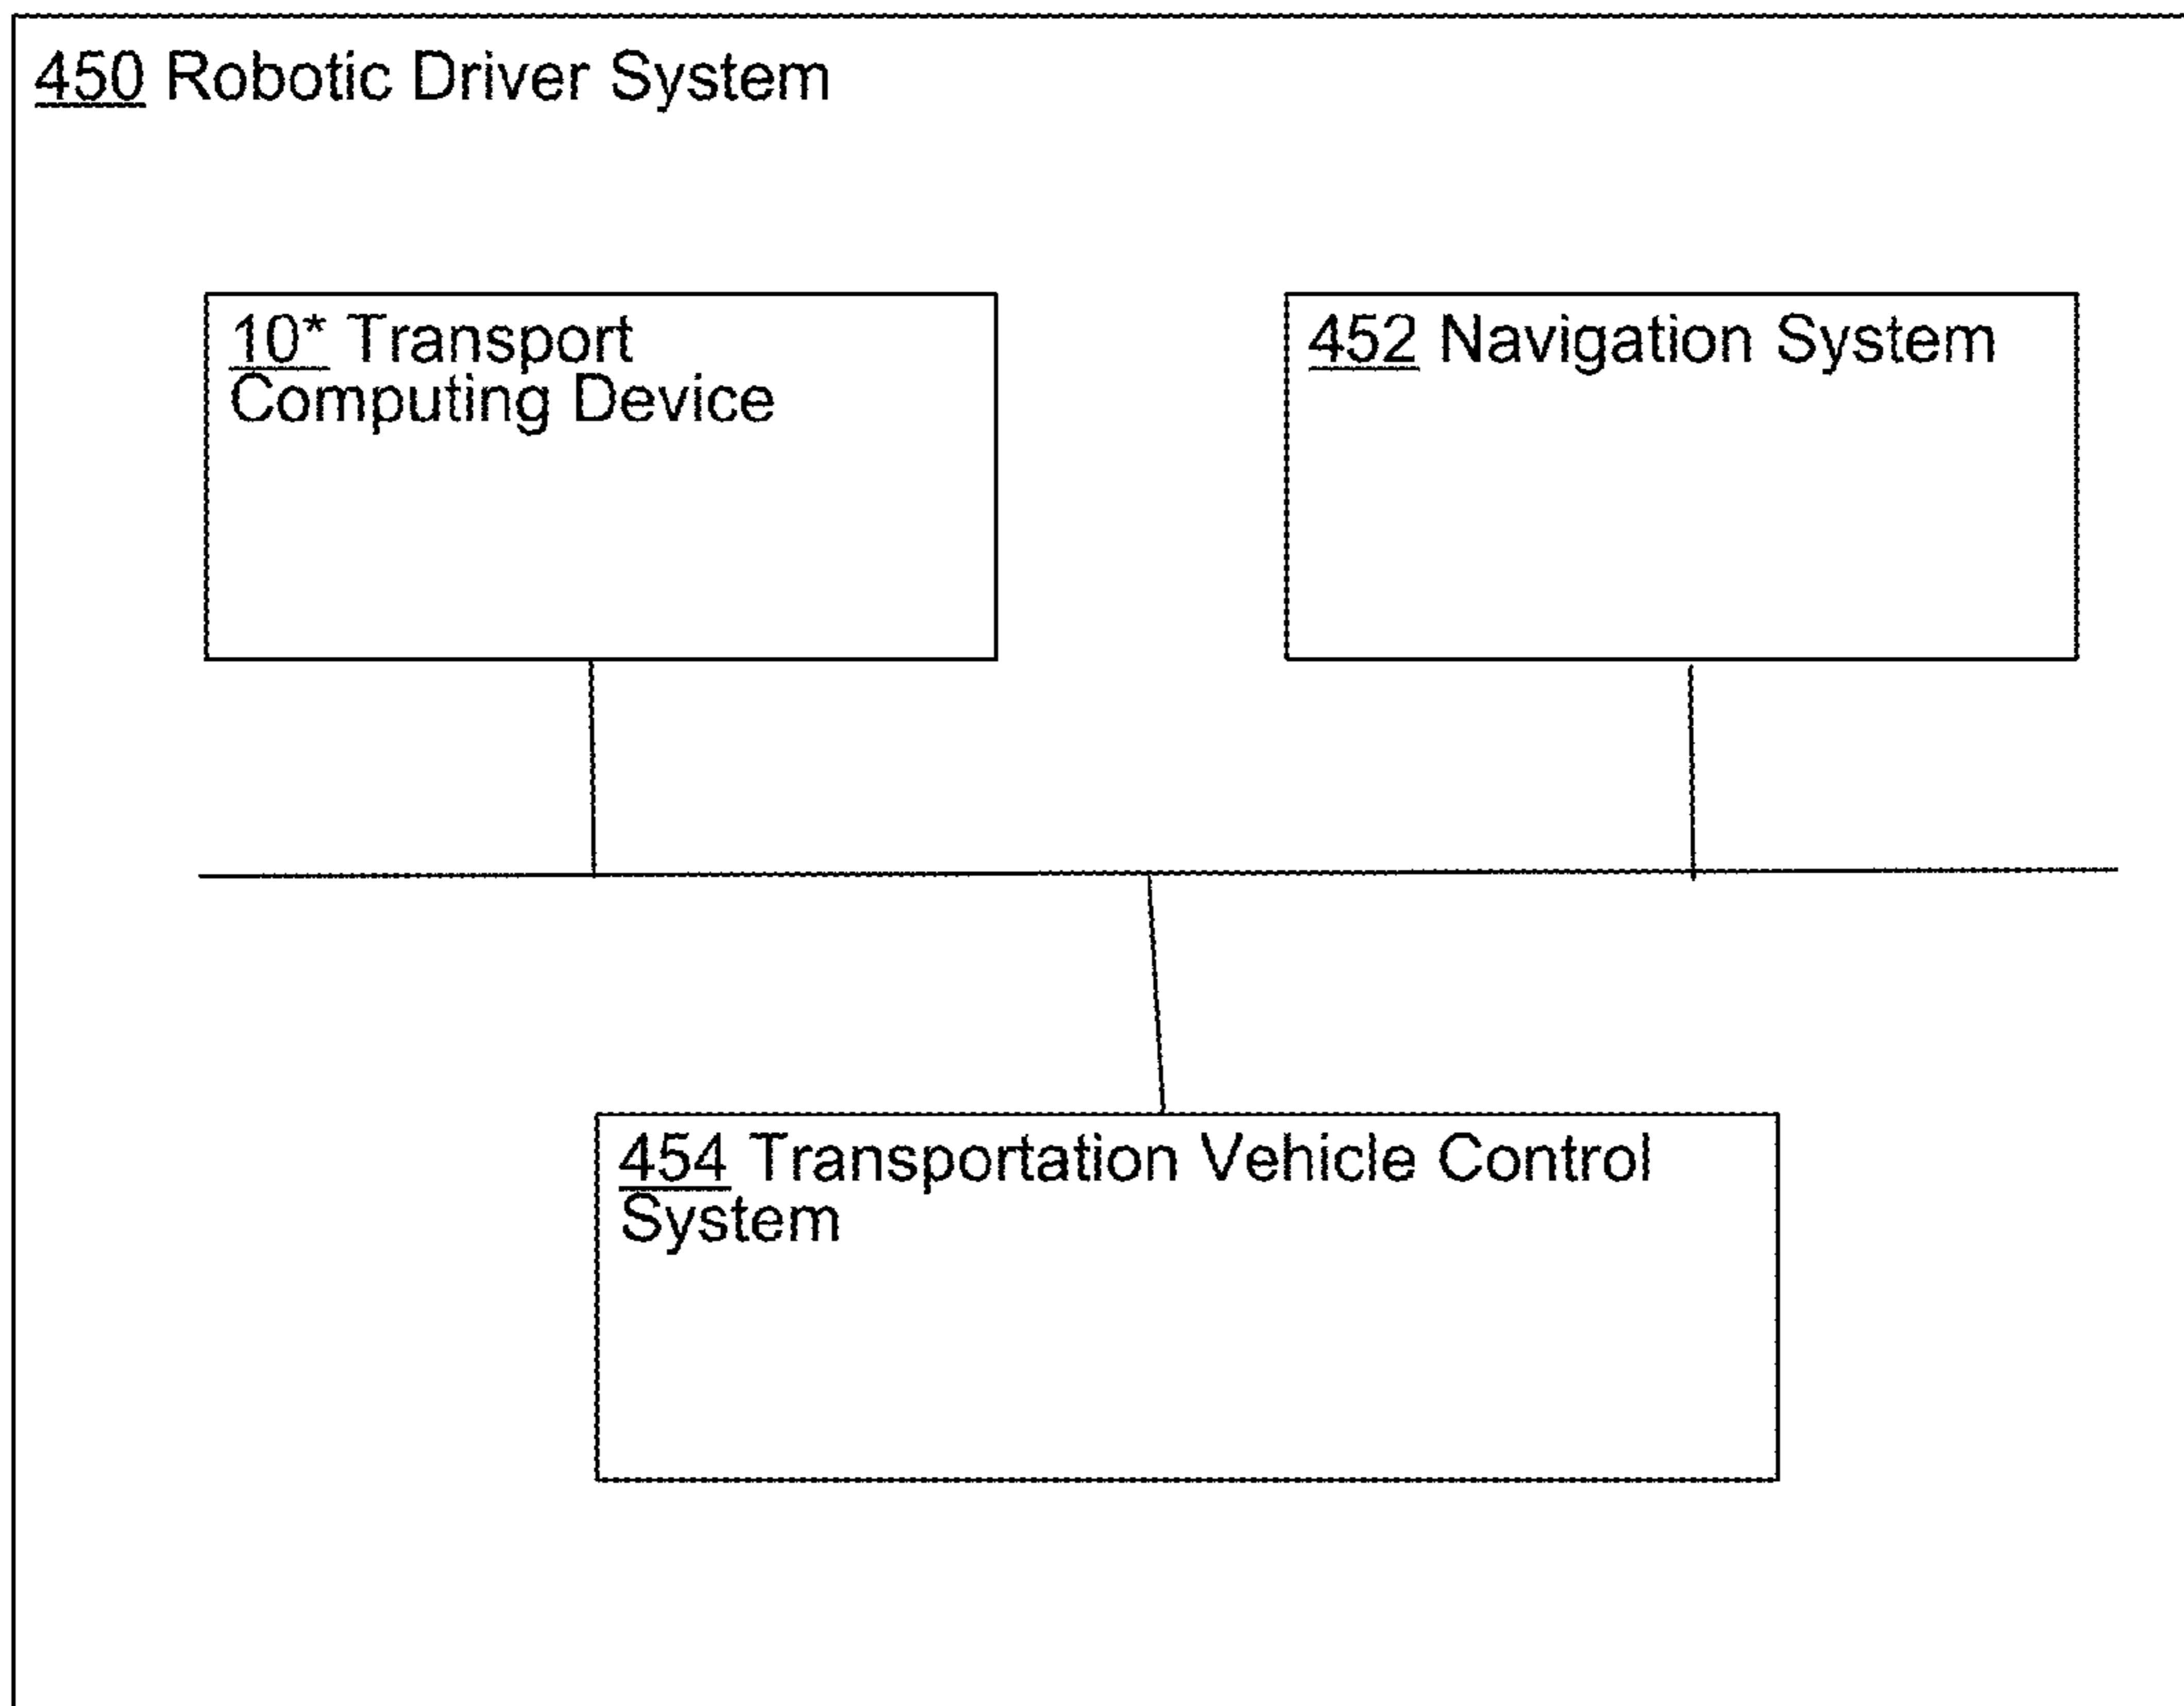 450 Robotic Driver System
10* Transport
Computing Device
452 Navigation System
454 Transportation Vehicle Control
System